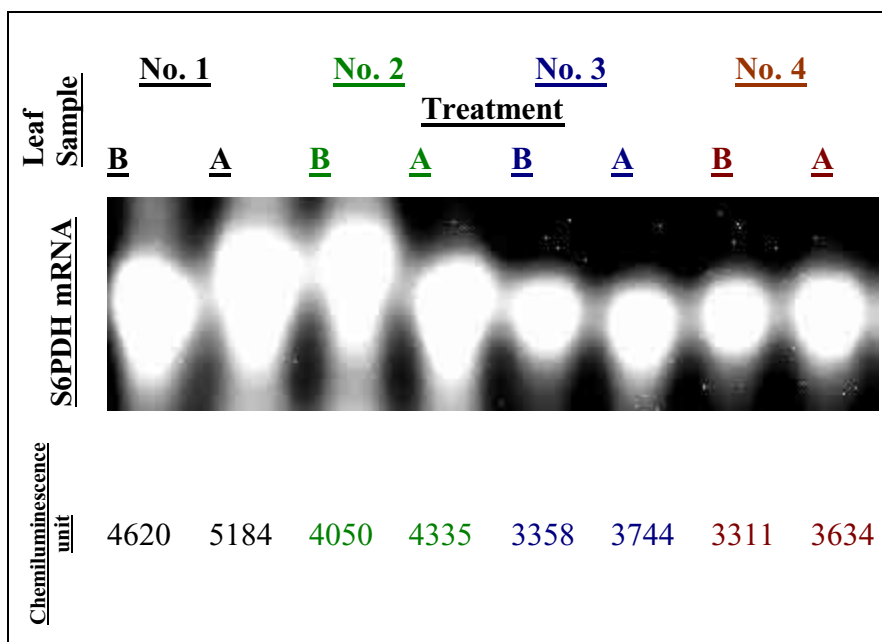 No. 1 No. 2 No. 3 No. 4
Treatment
Leaf
Sample
B A B A B A B A
S6PDH mRNA
Chemiluminescence
unit
4620 5184 4050 4335 3358 3744 3311 3634